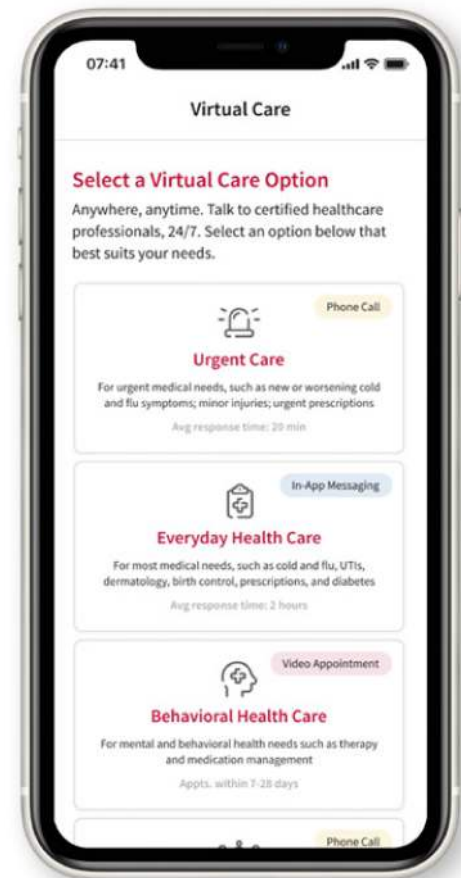 07:41
Virtual Care
Select a Virtual Care Option
Anywhere, anytime. Talk to certified healthcare
professionals, 24/7. Select an option below that
best suits your needs.
Phone Call
Urgent Care
For urgent medical needs, such as new or worsening cold
and flu symptoms; minor injuries; urgent prescriptions
Avg response time: 20 min
In-App Messaging
Everyday Health Care
For most medical needs, such as cold and flu, UTIs,
dermatology, birth control, prescriptions, and diabetes
Avg response time: 2 hours
Video Appointment
Behavioral Health Care
For mental and behavioral health needs such as therapy
and medication management
Appts. within 7-28 days
Phone Call